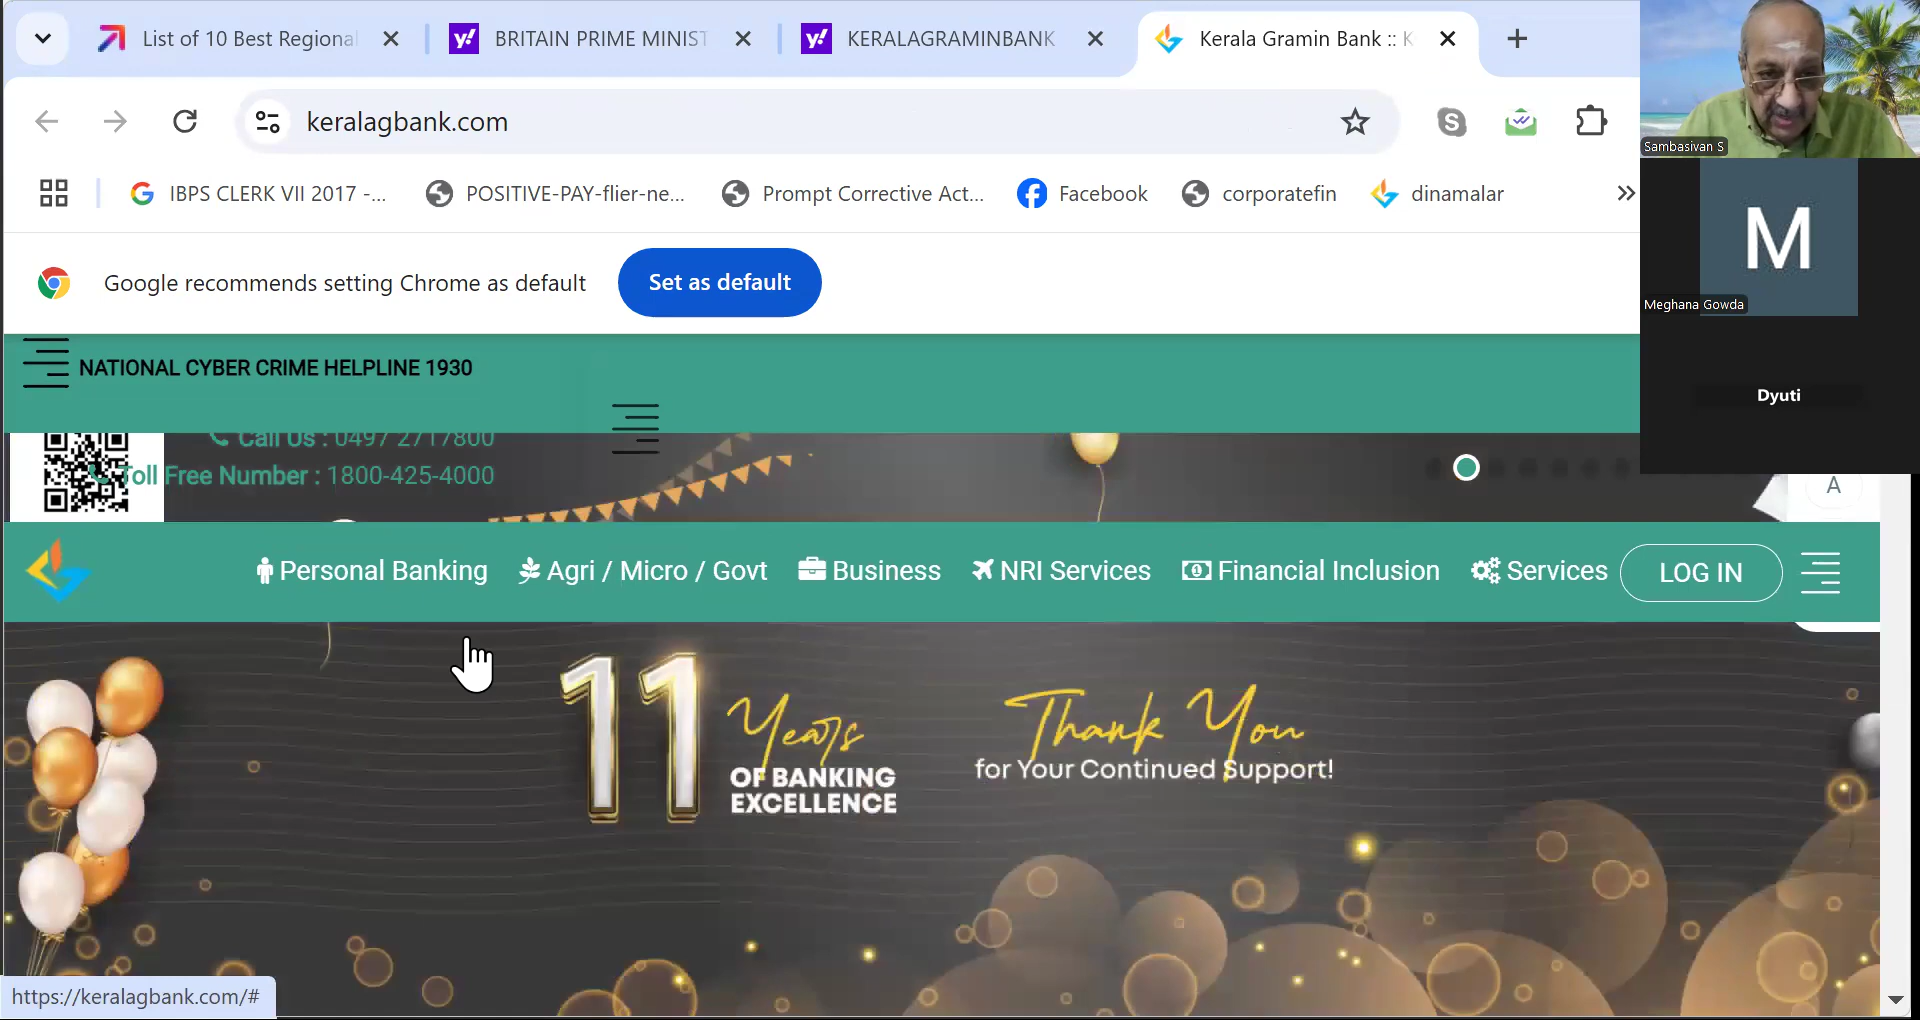 List of 10 Best Regional
BRITAIN PRIME MINIST
KERALAGRAMINBANK
Kerala Gramin Bank :: K
keralagbank.com
IBPS CLERK VII 2017 -...
POSITIVE-PAY-flier-ne...
Prompt Corrective Act...
Facebook
corporatefin
dinamalar
Google recommends setting Chrome as default
Set as default
Sambasivan S
M
Meghana Gowda
Dyuti
NATIONAL CYBER CRIME HELPLINE 1930
Call Us : 0497 2717800
Toll Free Number : 1800-425-4000
A
Personal Banking
Agri / Micro / Govt
Business
NRI Services
Financial Inclusion
Services
LOG IN
11
Years
OF BANKING
EXCELLENCE
Thank You
for Your Continued Support!
https://keralagbank.com/#